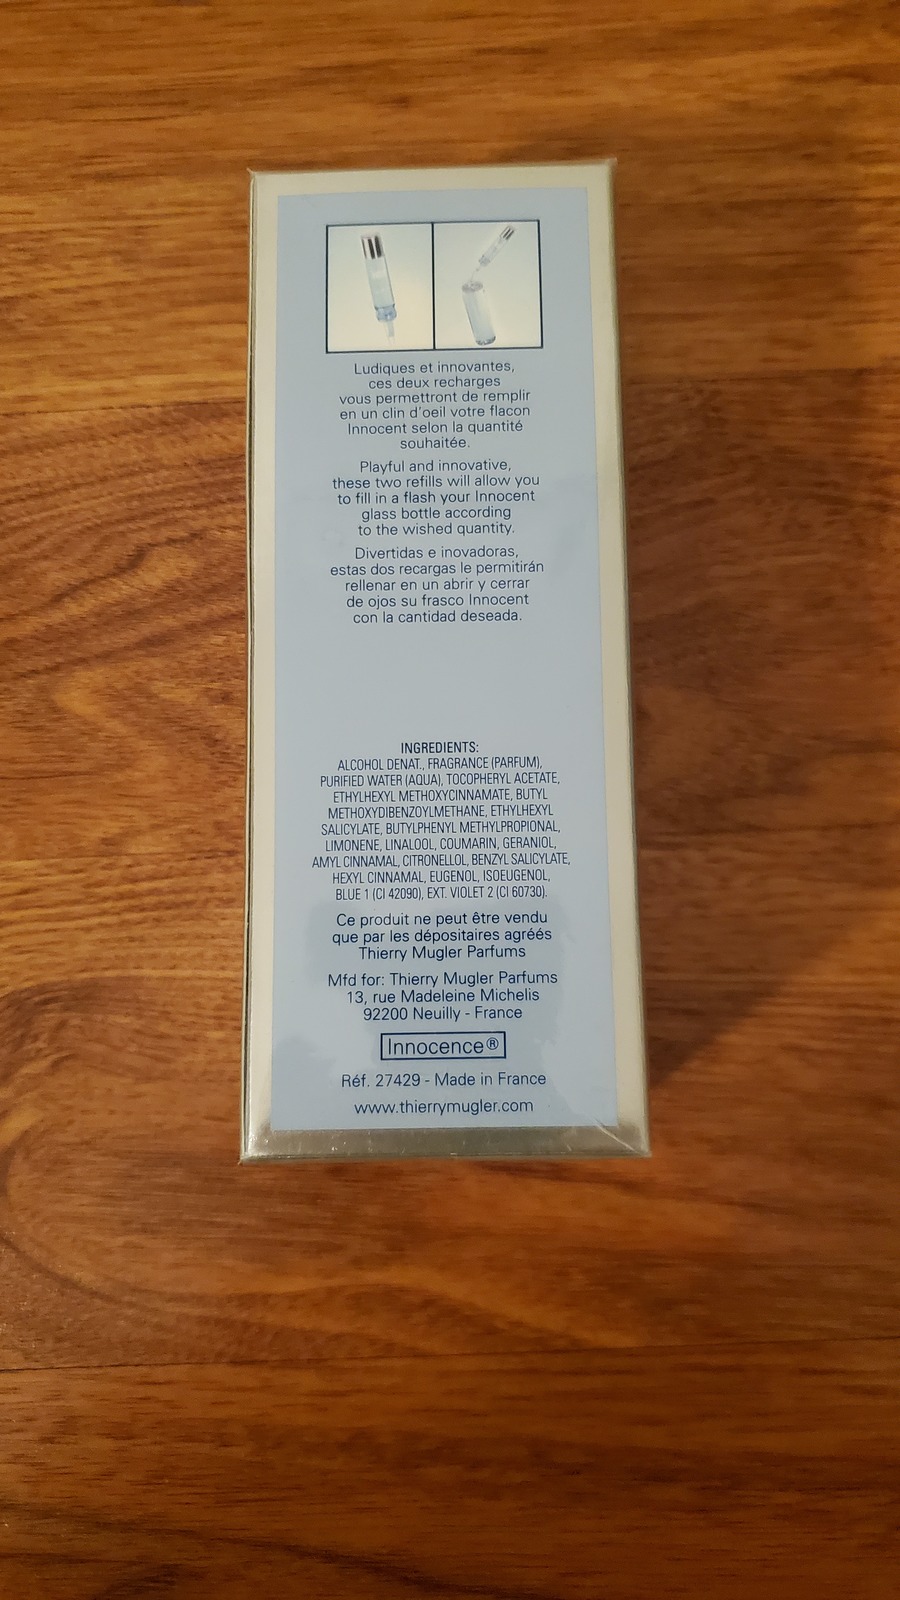 Ludiques et innovantes,
ces deux recharges
vous permettront de remplir
en un clin d'oeil votre flacon
Innocent selon la quantité
souhaitée.
Playful and innovative,
these two refills will allow you
to fill in a flash your Innocent
glass bottle according
to the wished quantity.
Divertidas e inovadoras,
estas dos recargas le permitirán
rellenar en un abrir y cerrar
de ojos su frasco Innocent
con la cantidad deseada.
INGREDIENTS:
ALCOHOL DENAT., FRAGRANCE (PARFUM),
PURIFIED WATER (AQUA), TOCOPHERYL ACETATE,
ETHYLHEXYL METHOXYCINNAMATE, BUTYL
METHOXYDIBENZOYLMETHANE, ETHYLHEXYL
SALICYLATE, BUTYLPHENYL METHYLPROPIONAL,
LIMONENE, LINALOOL, COUMARIN, GERANIOL,
AMYL CINNAMAL, CITRONELLOL, BENZYL SALICYLATE,
HEXYL CINNAMAL, EUGENOL, ISOEUGENOL,
BLUE 1 (CI 42090), EXT. VIOLET 2 (CI 60730).
Ce produit ne peut être vendu
que par les dépositaires agréés
Thierry Mugler Parfums
Mfd for: Thierry Mugler Parfums
13, rue Madeleine Michelis
92200 Neuilly - France
Innocence®
Réf. 27429 - Made in France
www.thierrymugler.com